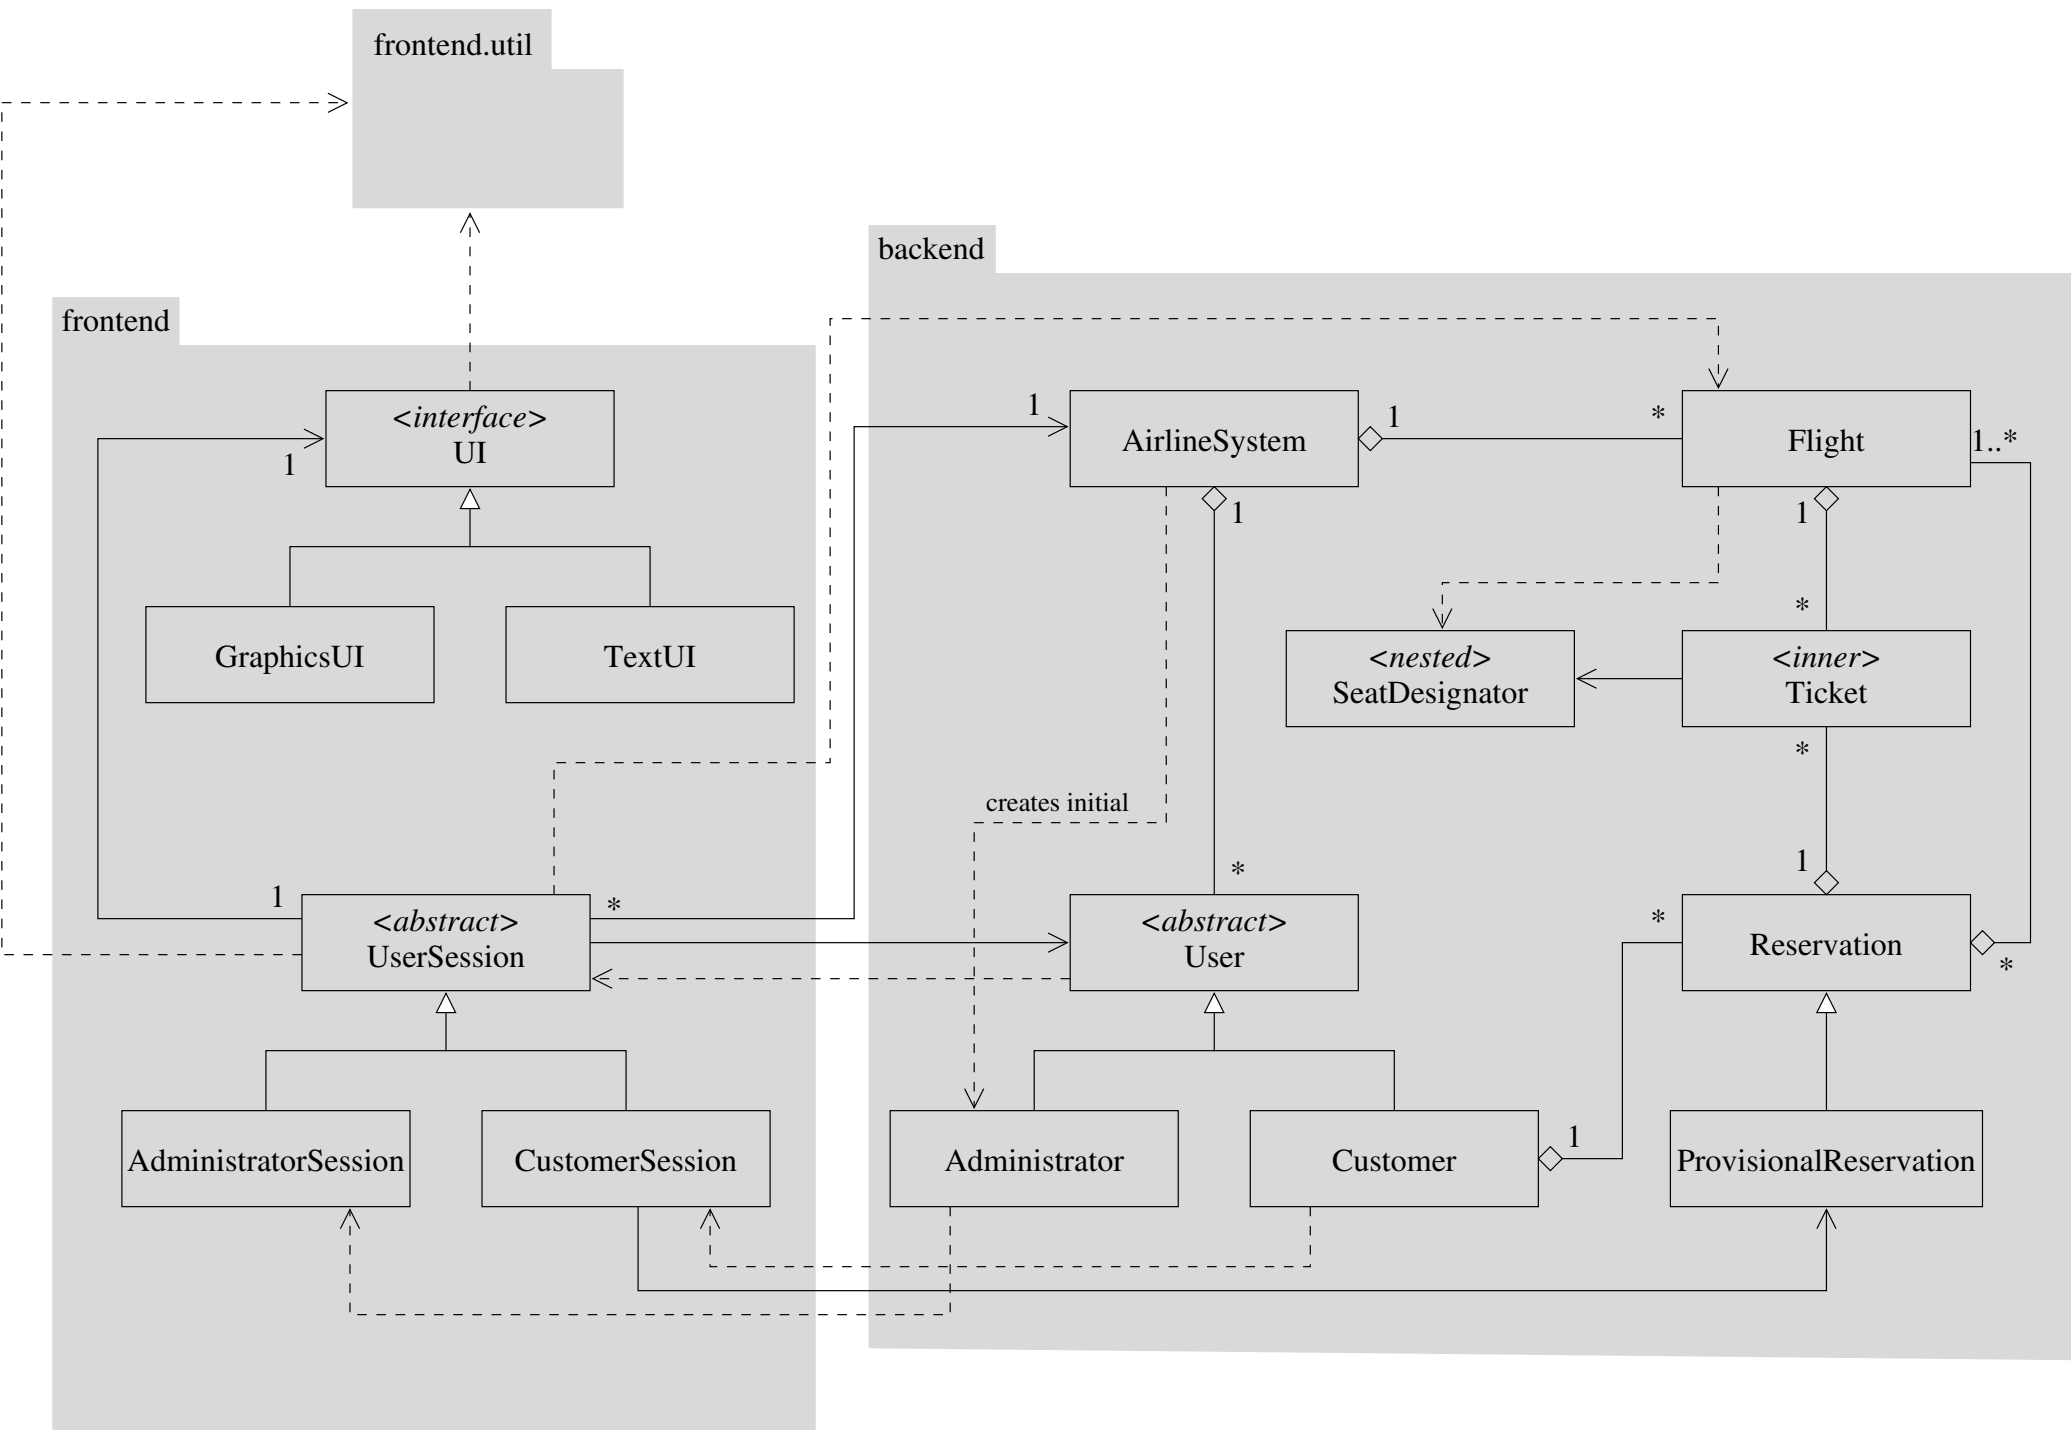 frontend.util
backend
frontend
<interface>
UI
1
1
AirlineSystem
1
*
Flight
1..*
1
1
*
GraphicsUI
TextUI
<nested>
SeatDesignator
<inner>
Ticket
*
creates initial
*
1
1
<abstract>
UserSession
*
<abstract>
User
*
Reservation
*
AdministratorSession
CustomerSession
Administrator
Customer
1
ProvisionalReservation